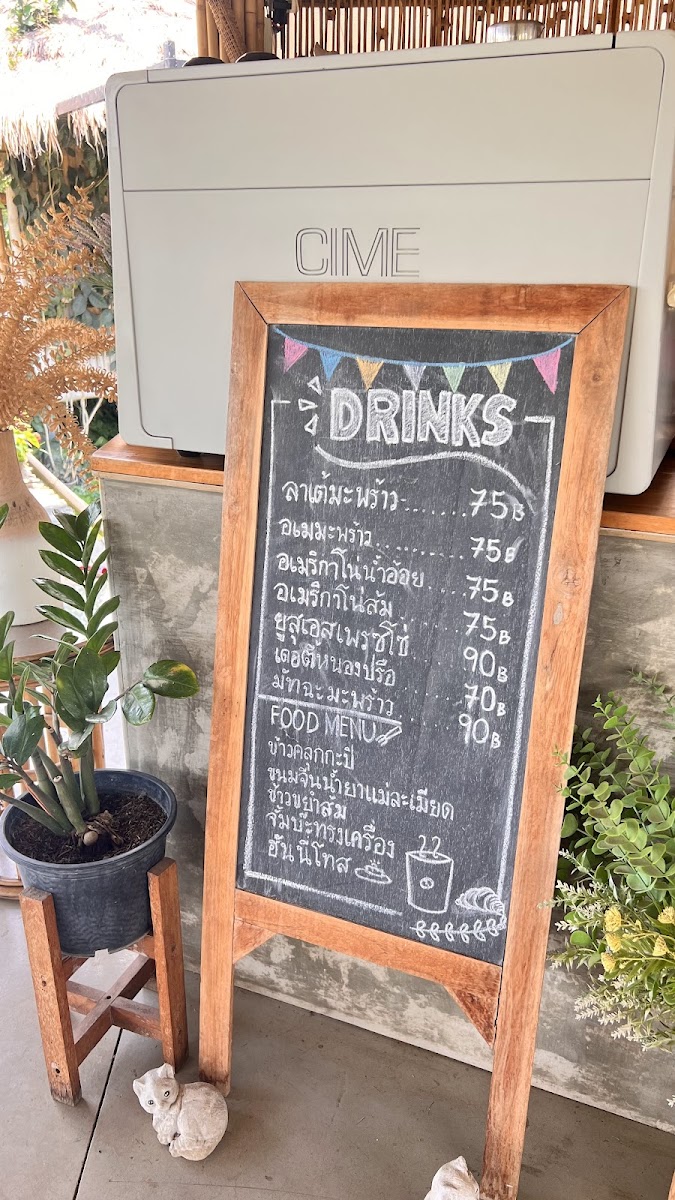 CIME
DRINKS
ลาเต้มะพร้าว........75฿
อเมมะพร้าว...........75฿
อเมริกาโน่น้ำอ้อย....75฿
อเมริกาโน่ส้ม....75฿
ยูสุเอสเพรสโซ่....90฿
เดอตี้หนองปรือ....70฿
มัทฉะมะพร้าว....90฿
FOOD MENU
ข้าวคลุกกะปิ
ขนมจีนน้ำยาแม่ละเมียด
ข้าวขยำส้ม
จิ้มบ๊ะทรงเครื่อง
ฮันนี่โทส